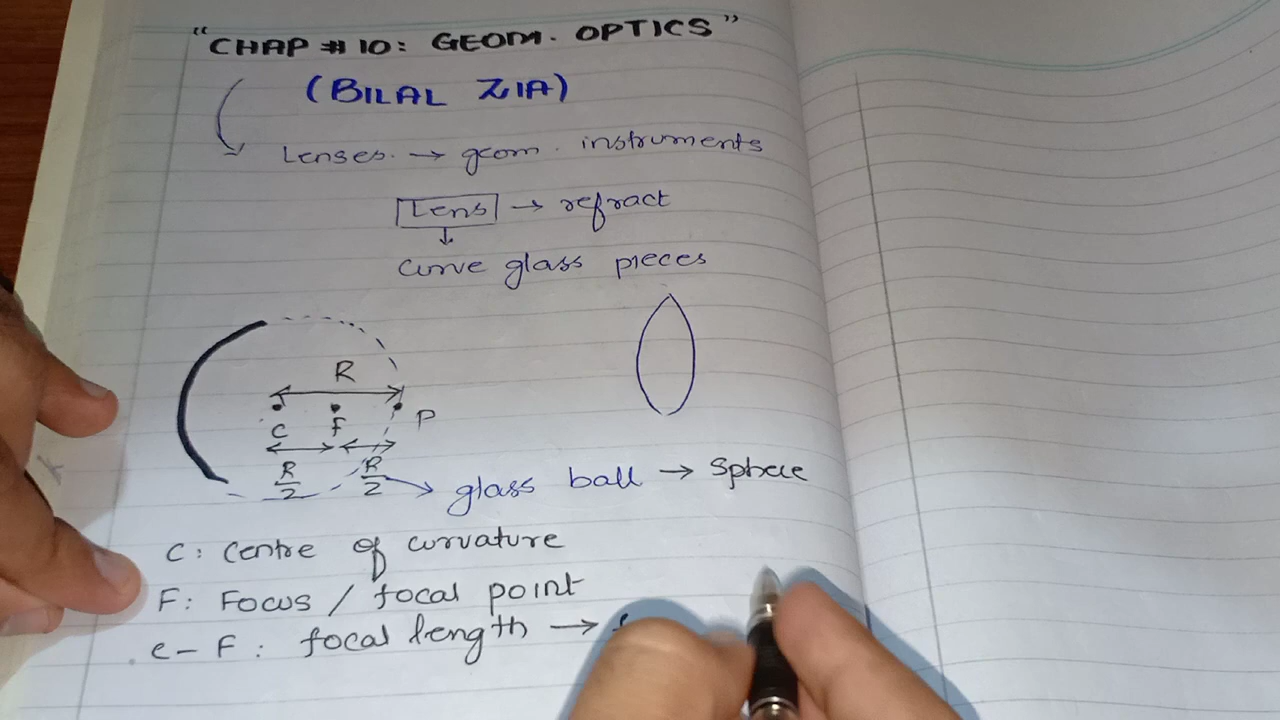 "CHAP # 10: GEOM. OPTICS"
(BILAL ZIA)
Lenses. → geom. instruments
Lens → refract
↓
curve glass pieces
R
C F P
R/2 R/2 → glass ball → Sphere
C: Centre of curvature
F: Focus / focal point
c - F: focal length → f